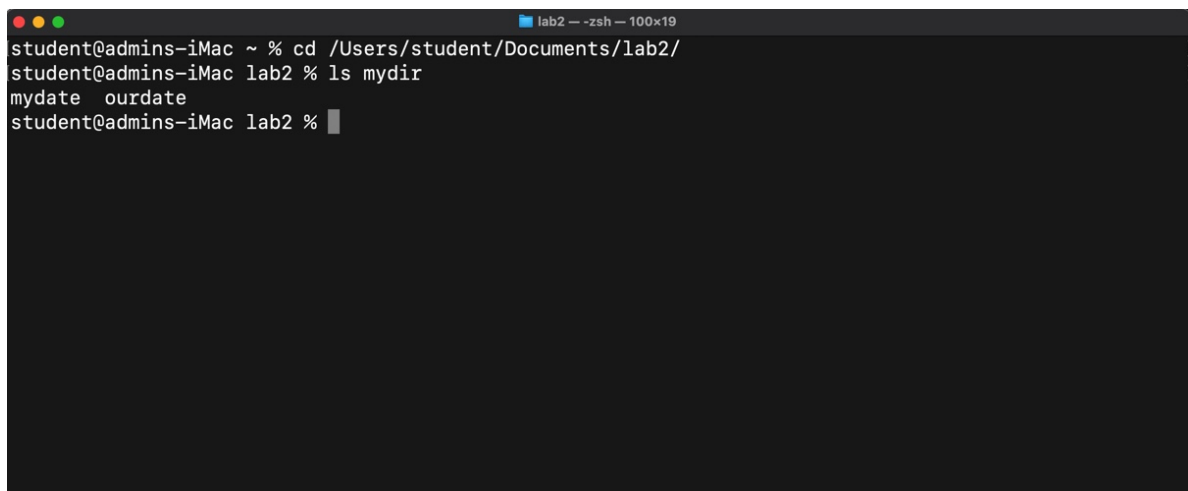 lab2 — -zsh — 100×19
[student@admins-iMac ~ % cd /Users/student/Documents/lab2/
[student@admins-iMac lab2 % ls mydir
mydate  ourdate
student@admins-iMac lab2 %